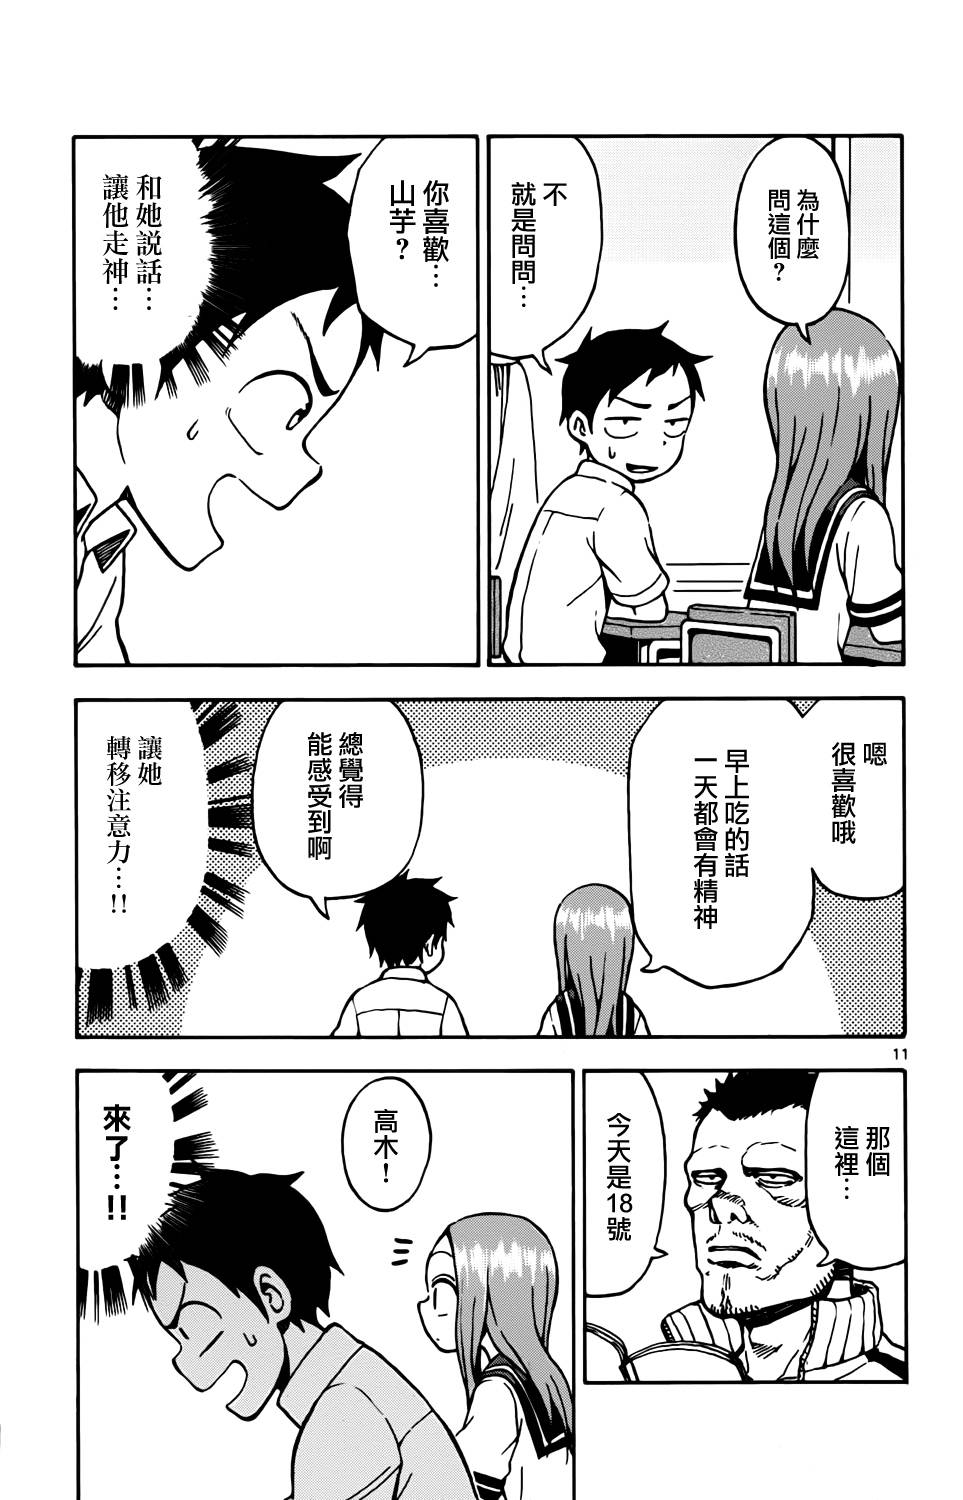 為什麼
問這個？
不
就是問問…
你喜歡…
山芋？
和她説話…
讓他走神…
嗯
很喜歡哦
早上吃的話
一天都會有精神
總覺得
能感受到啊
讓她
轉移注意力…!!
11
那個
這裡…
今天是18號
高木！
來了…!!